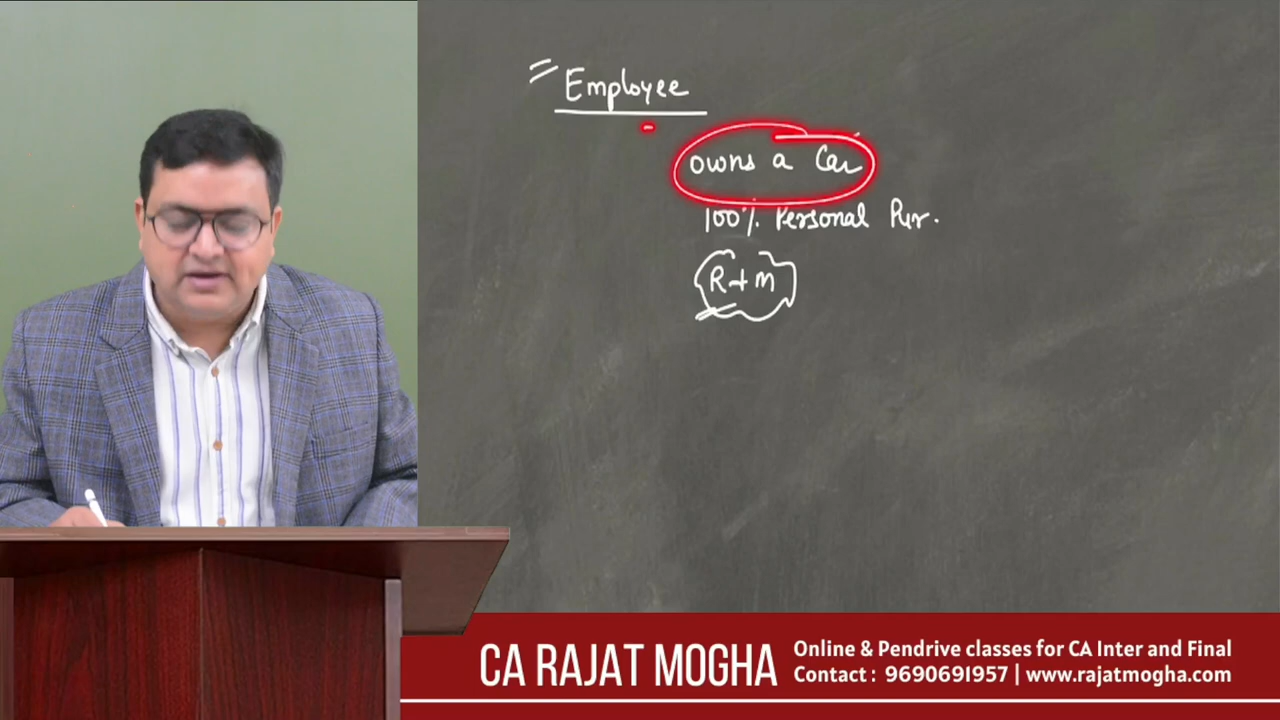 Employee
owns a Car
100% Personal Pur.
R+M
CA RAJAT MOGHA
Online & Pendrive classes for CA Inter and Final
Contact : 9690691957 | www.rajatmogha.com